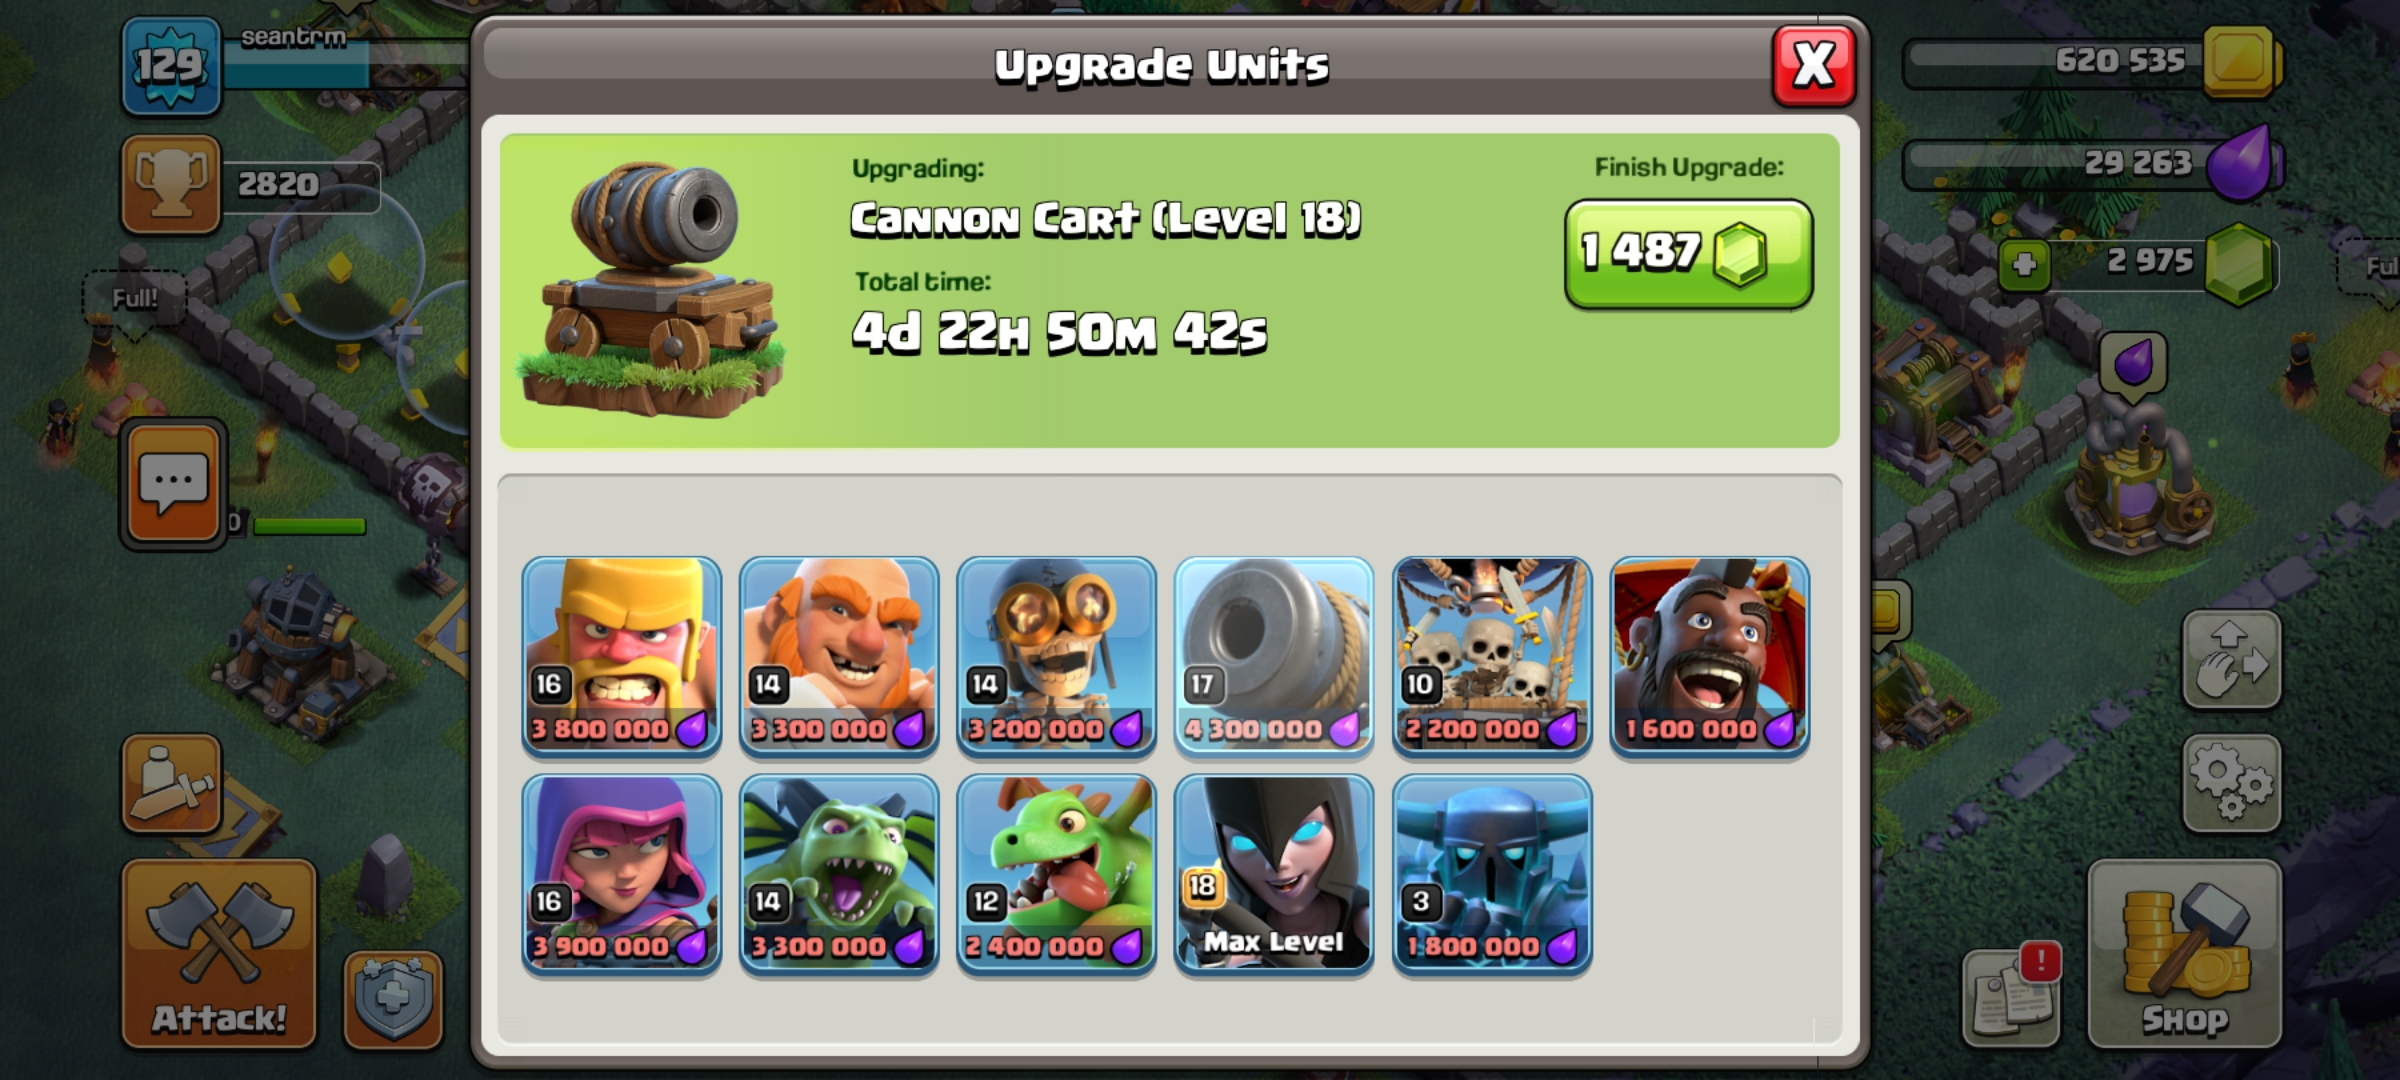 129
seantrm
2820
Full!
Upgrade Units
X
Upgrading:
Cannon Cart (Level 18)
Total time:
4d 22H 50M 42s
Finish Upgrade:
1 487
620 535
29 263
2 975
Ful
0
16
3 800 000
14
3 300 000
14
3 200 000
17
4 300 000
10
2 200 000
1 600 000
16
3 900 000
14
3 300 000
12
2 400 000
18
Max Level
3
1 800 000
Attack!
!
Shop